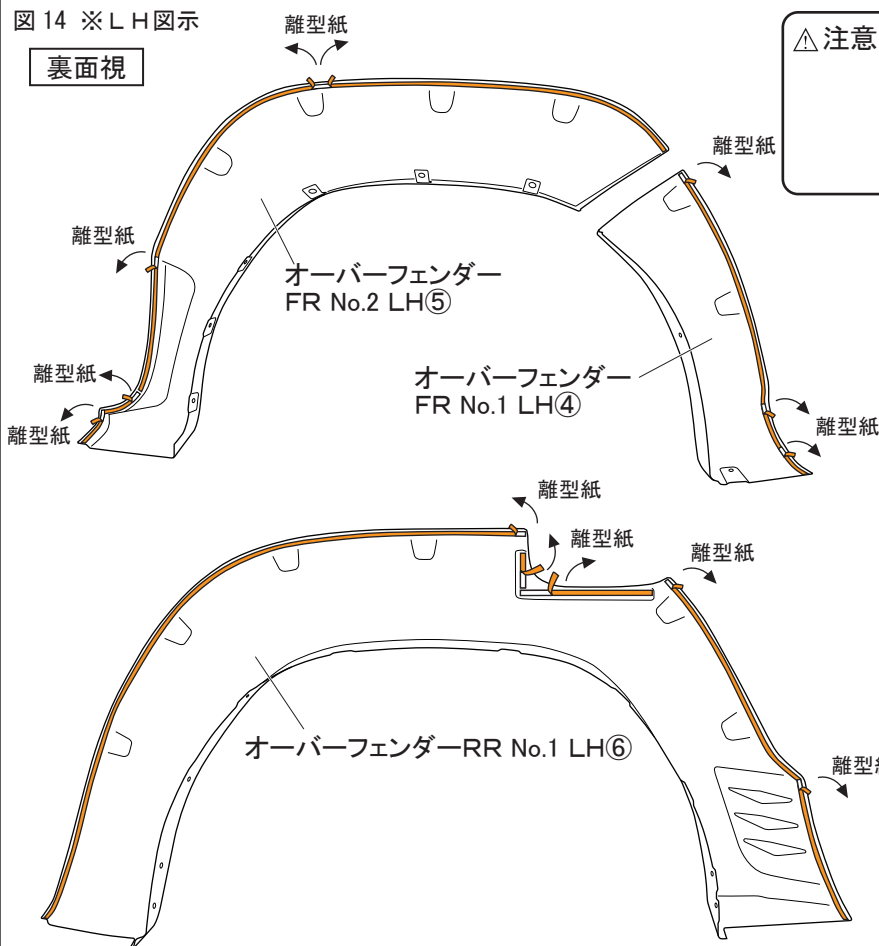 図14 ※LH図示
裏面視
離型紙
⚠注意
離型紙
離型紙
オーバーフェンダー
FR No.2 LH⑤
離型紙
離型紙
オーバーフェンダー
FR No.1 LH④
離型紙
離型紙
離型紙
離型紙
オーバーフェンダーRR No.1 LH⑥
離型